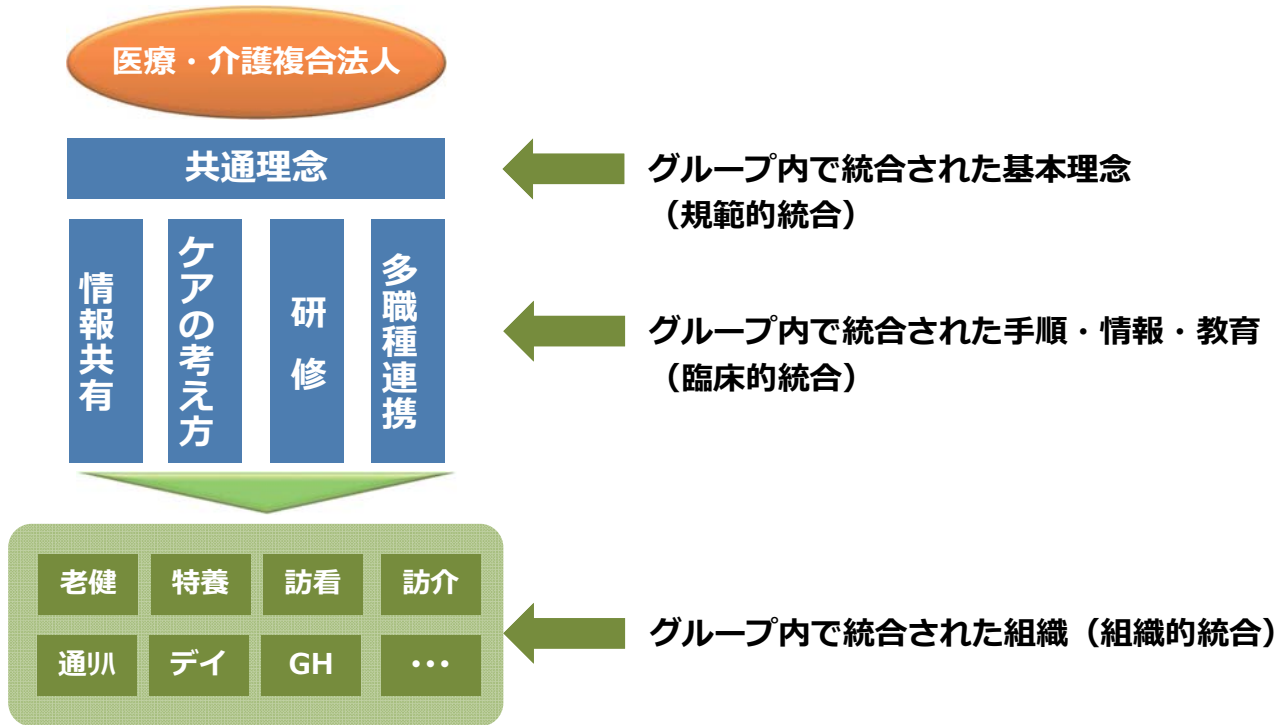 医療・介護複合法人
共通理念
グループ内で統合された基本理念
（規範的統合）
情報共有
ケアの考え方
研修
多職種連携
グループ内で統合された手順・情報・教育
（臨床的統合）
老健 特養 訪看 訪介
通ﾘﾊ デイ GH ・・・
グループ内で統合された組織（組織的統合）